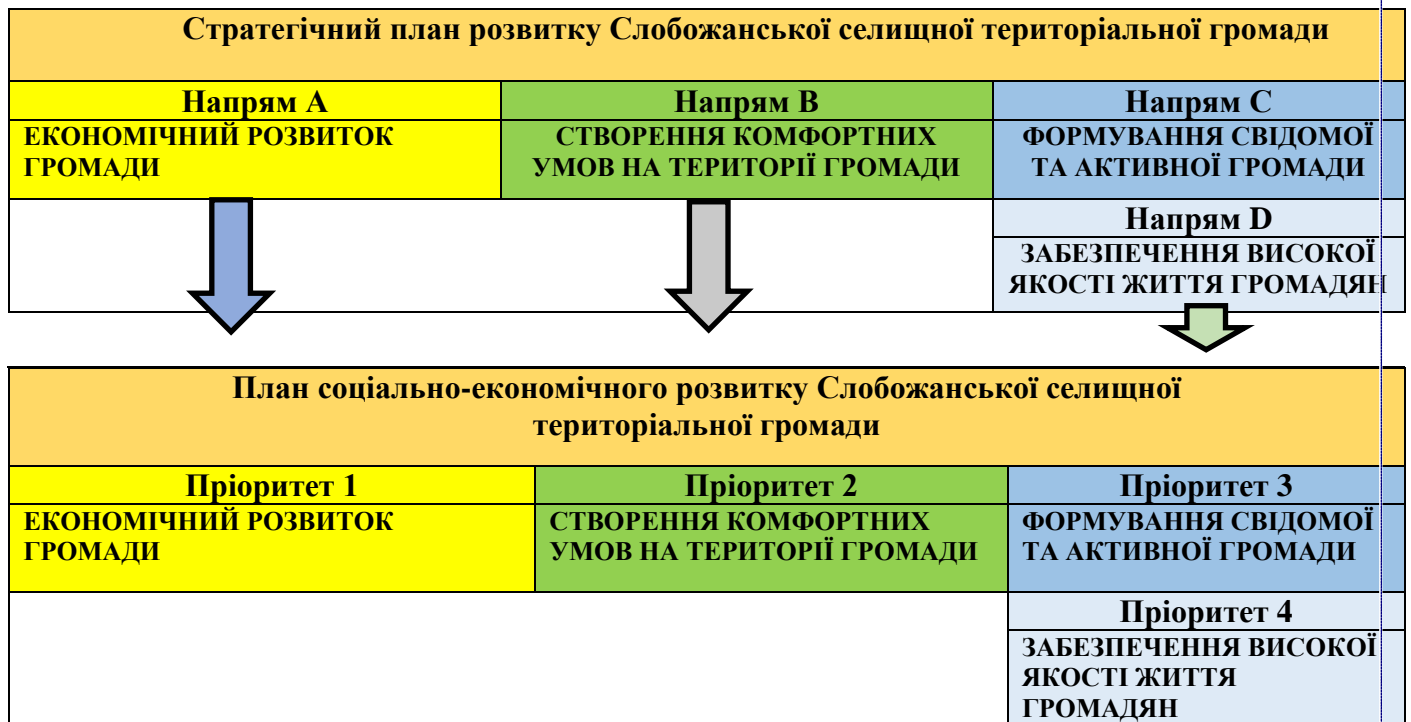 Стратегічний план розвитку Слобожанської селищної територіальної громади
Напрям А
Напрям В
Напрям С
ЕКОНОМІЧНИЙ РОЗВИТОК
ГРОМАДИ
СТВОРЕННЯ КОМФОРТНИХ
УМОВ НА ТЕРИТОРІЇ ГРОМАДИ
ФОРМУВАННЯ СВІДОМОЇ
ТА АКТИВНОЇ ГРОМАДИ
Напрям D
ЗАБЕЗПЕЧЕННЯ ВИСОКОЇ
ЯКОСТІ ЖИТТЯ ГРОМАДЯН
План соціально-економічного розвитку Слобожанської селищної
територіальної громади
Пріоритет 1
Пріоритет 2
Пріоритет 3
ЕКОНОМІЧНИЙ РОЗВИТОК
ГРОМАДИ
СТВОРЕННЯ КОМФОРТНИХ
УМОВ НА ТЕРИТОРІЇ ГРОМАДИ
ФОРМУВАННЯ СВІДОМОЇ
ТА АКТИВНОЇ ГРОМАДИ
Пріоритет 4
ЗАБЕЗПЕЧЕННЯ ВИСОКОЇ
ЯКОСТІ ЖИТТЯ
ГРОМАДЯН